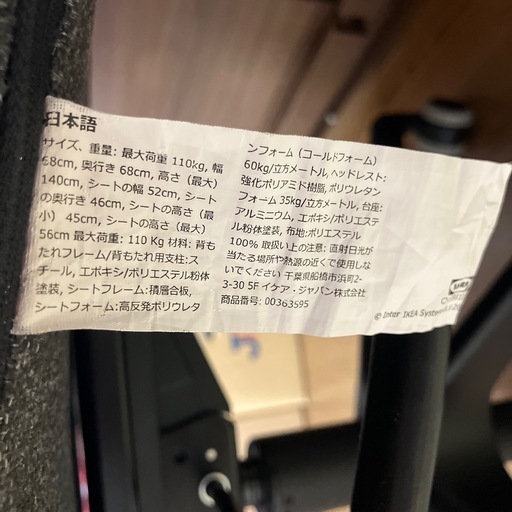 日本語
サイズ、重量: 最大荷重 110kg, 幅
68cm, 奥行き 68cm, 高さ（最大）
140cm, シートの幅 52cm, シート
の奥行き 46cm, シートの高さ（最
小） 45cm, シートの高さ（最大）
56cm 最大荷重: 110 Kg 材料: 背も
たれフレーム/背もたれ用支柱:ス
チール, エポキシ/ポリエステル粉体
塗装, シートフレーム:積層合板,
シートフォーム:高反発ポリウレタ
ンフォーム（コールドフォーム）
60kg/立方メートル, ヘッドレスト:
強化ポリアミド樹脂, ポリウレタン
フォーム 35kg/立方メートル, 台座:
アルミニウム, エポキシ/ポリエステ
ル粉体塗装, 布地:ポリエステル
100% 取扱い上の注意: 直射日光が
当たる場所や熱源の近くで使用しな
いでください 千葉県船橋市浜町2-
3-30 5F イケア・ジャパン株式会社
商品番号: 00363595
IKEA
© Inter IKEA System